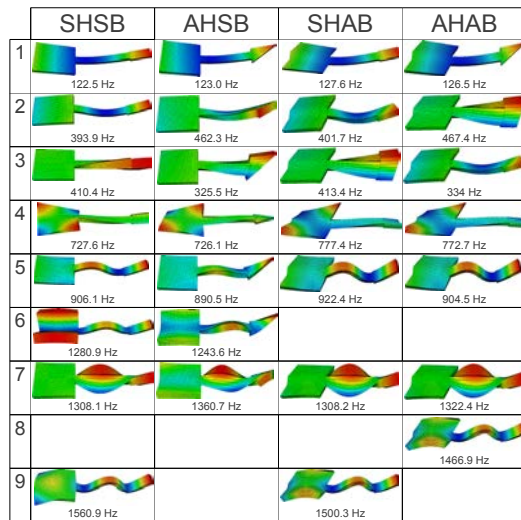 SHSB AHSB SHAB AHAB
1 122.5 Hz 123.0 Hz 127.6 Hz 126.5 Hz
2 393.9 Hz 462.3 Hz 401.7 Hz 467.4 Hz
3 410.4 Hz 325.5 Hz 413.4 Hz 334 Hz
4 727.6 Hz 726.1 Hz 777.4 Hz 772.7 Hz
5 906.1 Hz 890.5 Hz 922.4 Hz 904.5 Hz
6 1280.9 Hz 1243.6 Hz
7 1308.1 Hz 1360.7 Hz 1308.2 Hz 1322.4 Hz
8 1466.9 Hz
9 1560.9 Hz 1500.3 Hz